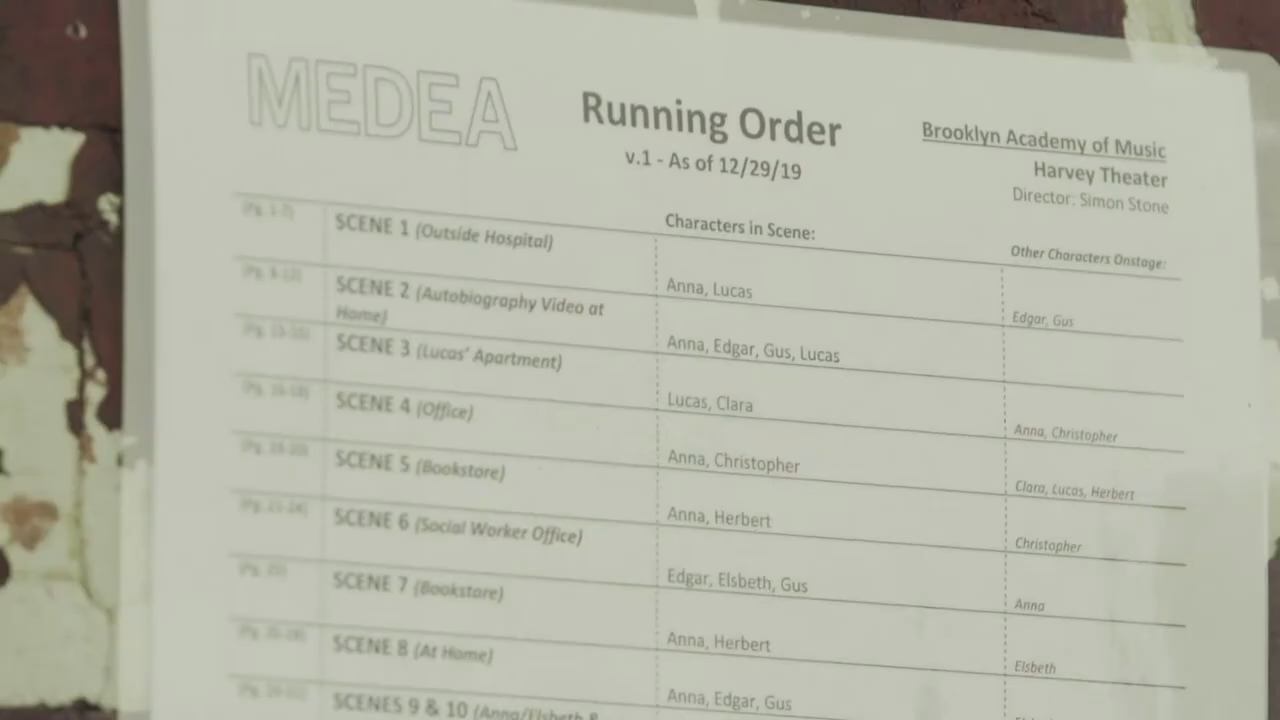 MEDEA
Running Order
v.1 - As of 12/29/19
Brooklyn Academy of Music
Harvey Theater
Director: Simon Stone
Characters in Scene:
Other Characters Onstage:
SCENE 1 (Outside Hospital)
Anna, Lucas
Edgar, Gus
SCENE 2 (Autobiography Video at
Home)
Anna, Edgar, Gus, Lucas
SCENE 3 (Lucas' Apartment)
Lucas, Clara
Anna, Christopher
SCENE 4 (Office)
Anna, Christopher
Clara, Lucas, Herbert
SCENE 5 (Bookstore)
Anna, Herbert
Christopher
SCENE 6 (Social Worker Office)
Edgar, Elsbeth, Gus
Anna
SCENE 7 (Bookstore)
Anna, Herbert
Elsbeth
SCENE 8 (At Home)
Anna, Edgar, Gus
SCENES 9 & 10 (Anna/Elsbeth &